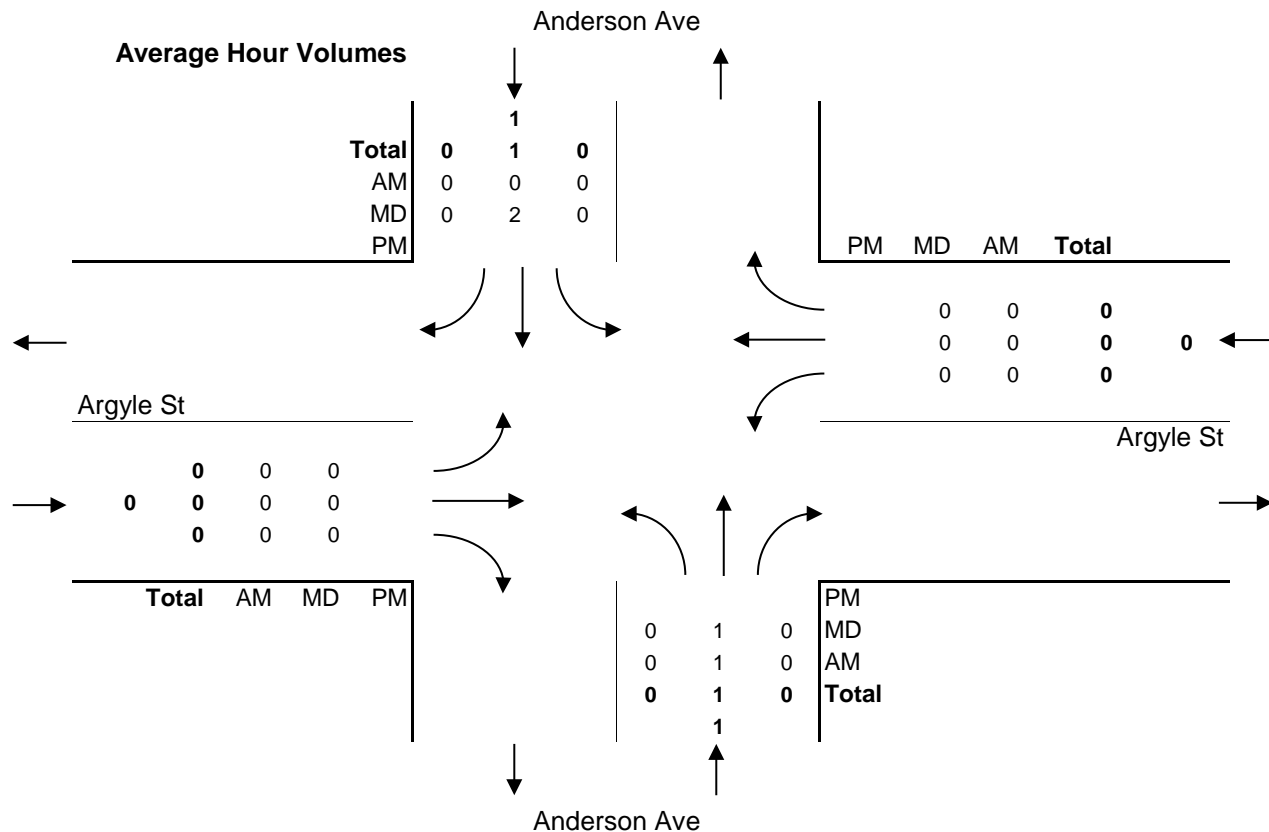 Anderson Ave
Average Hour Volumes
1
Total 0 1 0
AM 0 0 0
MD 0 2 0
PM
PM MD AM Total
0 0 0
0 0 0 0
0 0 0
Argyle St
Argyle St
0 0 0
0 0 0 0
0 0 0
Total AM MD PM
PM
0 1 0 MD
0 1 0 AM
0 1 0 Total
1
Anderson Ave